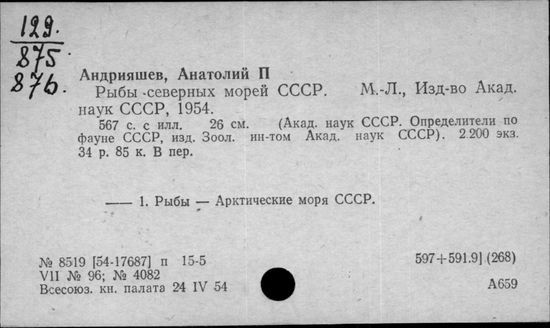 129.
875
876.
Андрияшев, Анатолий П
Рыбы северных морей СССР. М.-Л., Изд-во Акад.
наук СССР, 1954.
567 с. с илл. 26 см. (Акад. наук СССР. Определители по
фауне СССР, изд. Зоол. ин-том Акад. наук СССР). 2.200 экз.
34 р. 85 к. В пер.
—— 1. Рыбы — Арктические моря СССР.
№ 8519 [54-17687] п 15-5 597+591.9] (268)
VII № 96; № 4082
Всесоюз. кн. палата 24 IV 54 А659